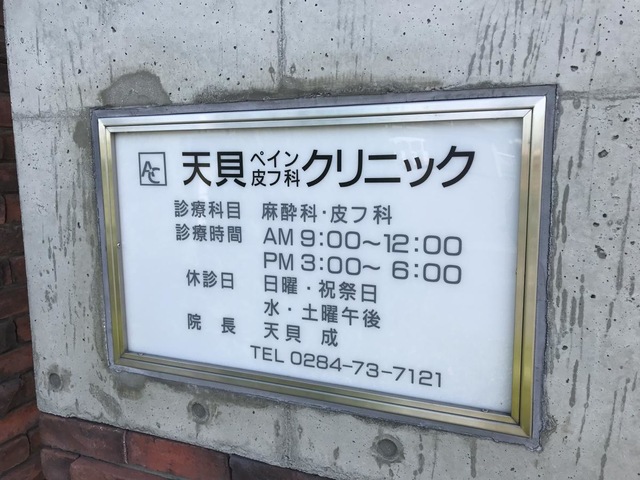 AC 天貝ペイン皮フ科クリニック
診療科目 麻酔科・皮フ科
診療時間 AM 9:00～12:00
PM 3:00～ 6:00
休診日 日曜・祝祭日
水・土曜午後
院長 天貝 成
TEL 0284-73-7121